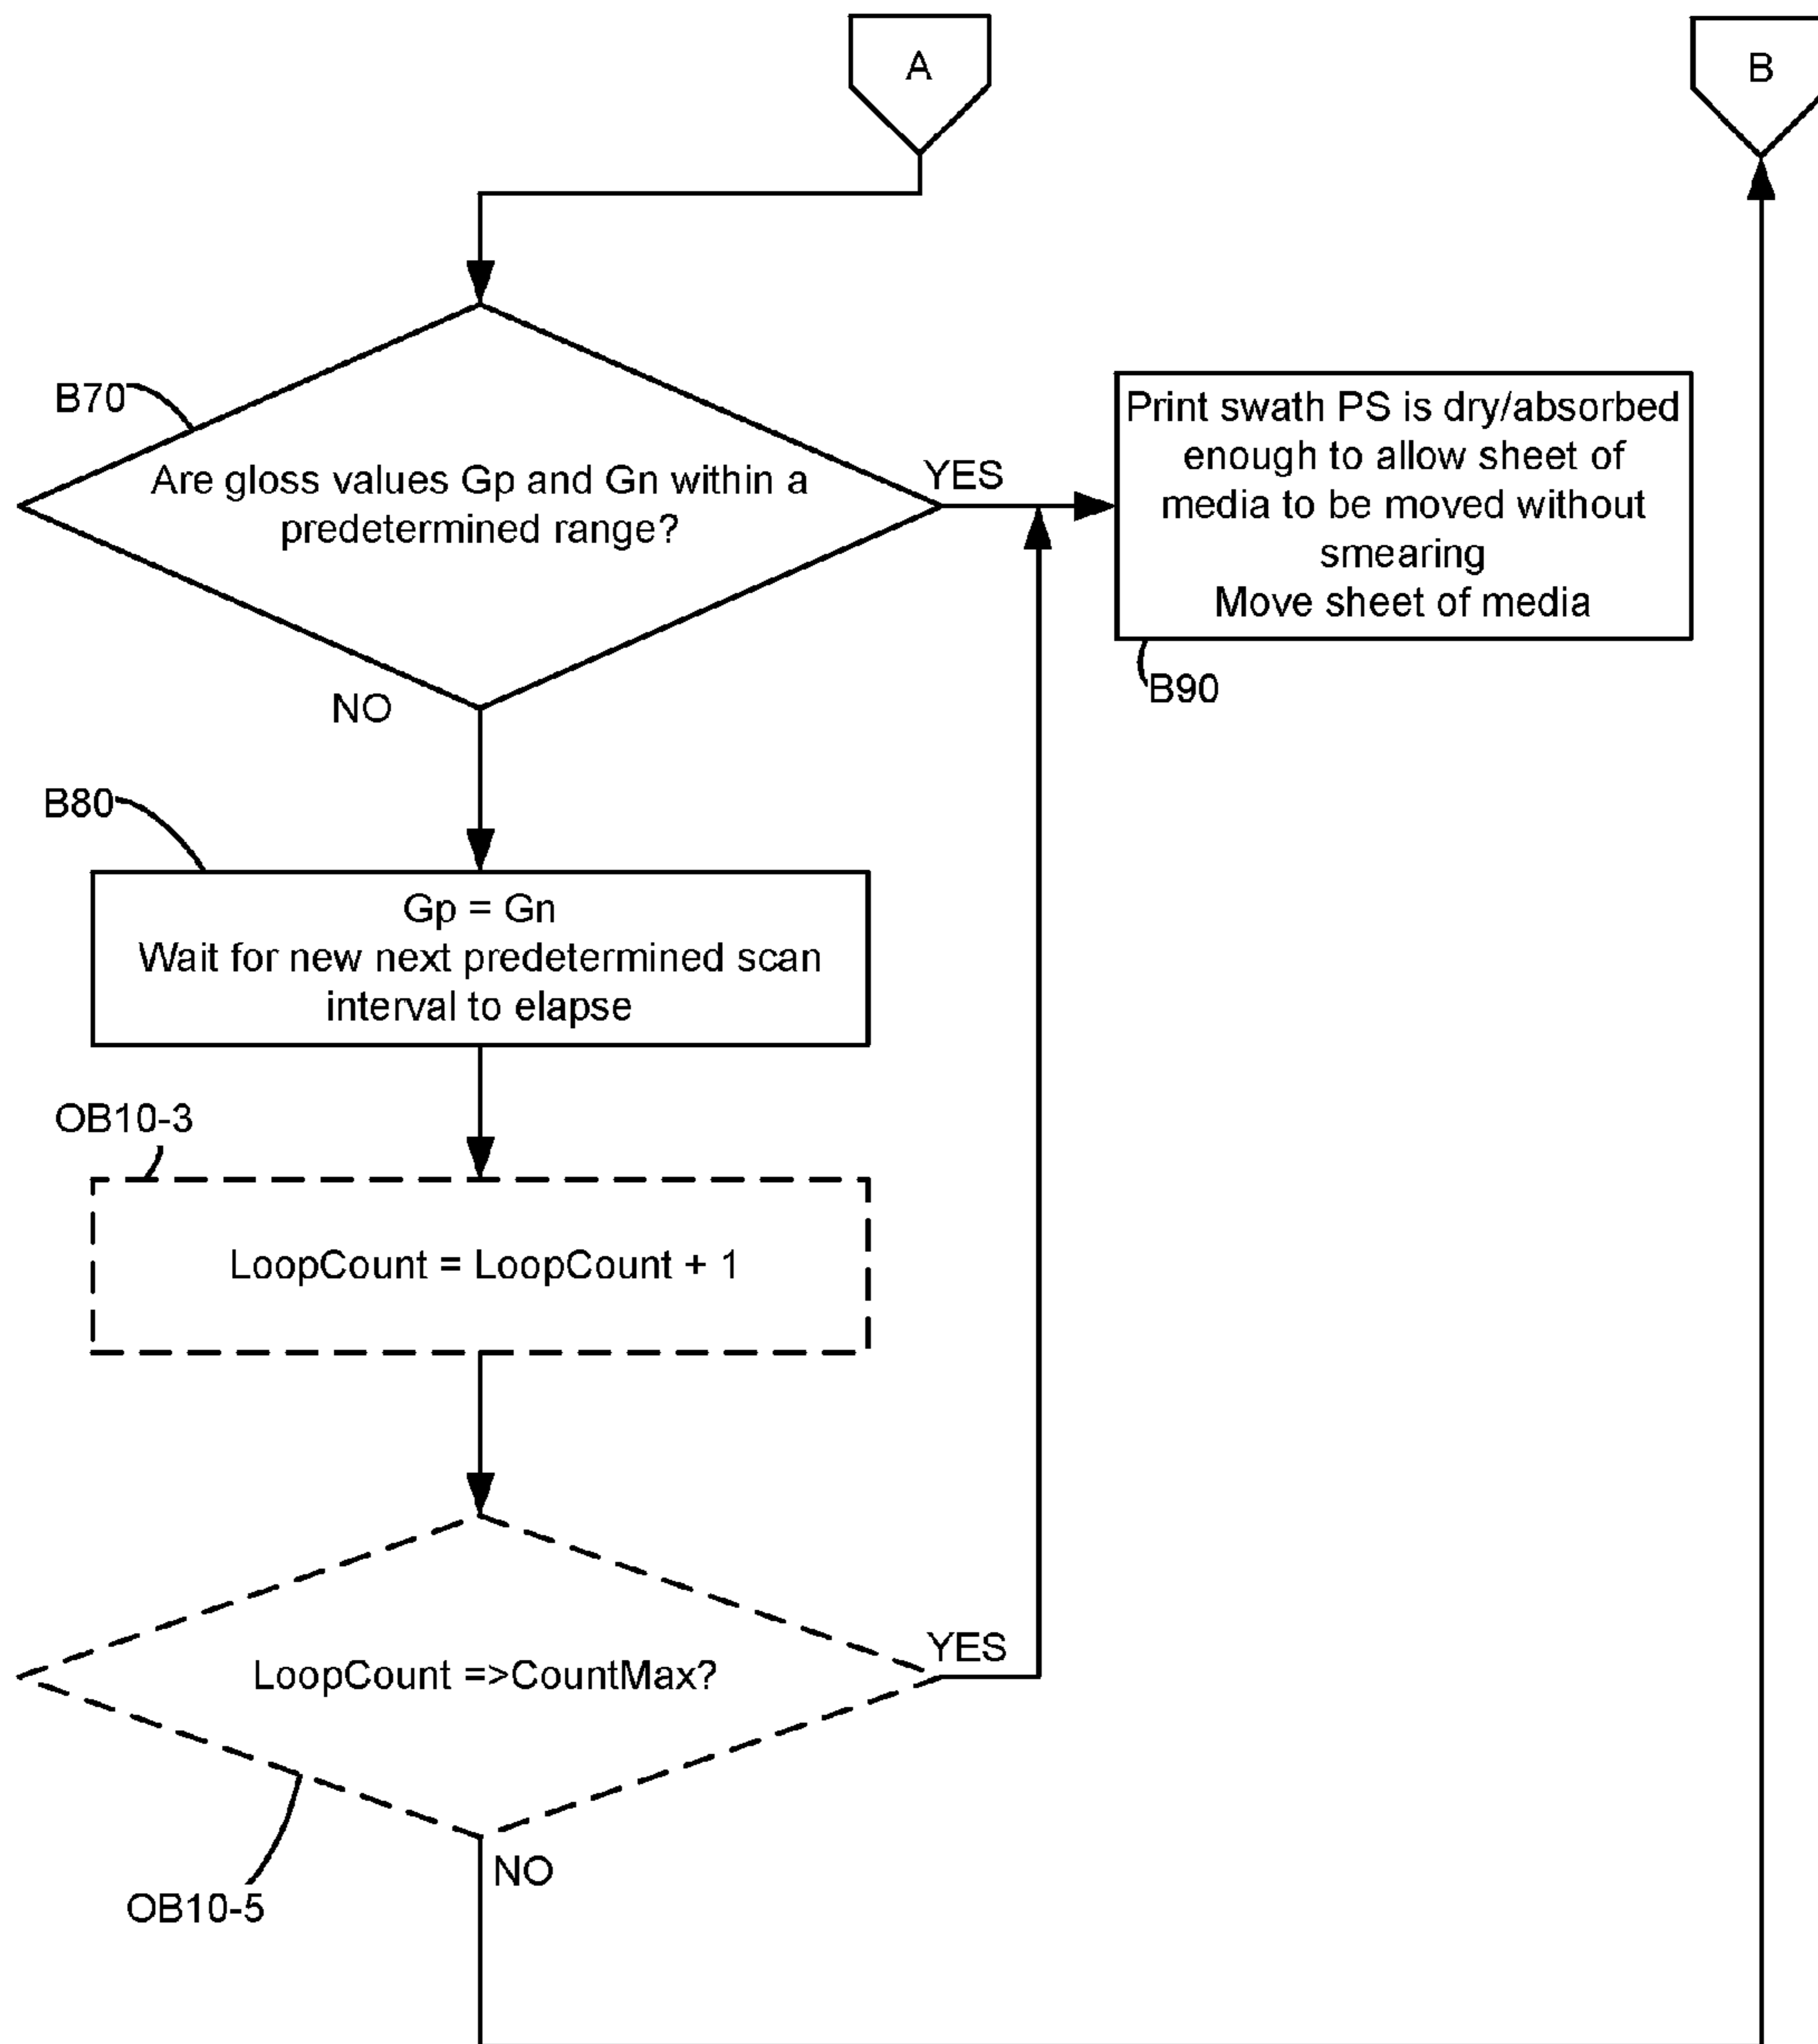 A
B
B70
Are gloss values Gp and Gn within a
predetermined range?
YES
Print swath PS is dry/absorbed
enough to allow sheet of
media to be moved without
smearing
Move sheet of media
B90
NO
B80
Gp = Gn
Wait for new next predetermined scan
interval to elapse
OB10-3
LoopCount = LoopCount + 1
LoopCount =>CountMax?
YES
NO
OB10-5